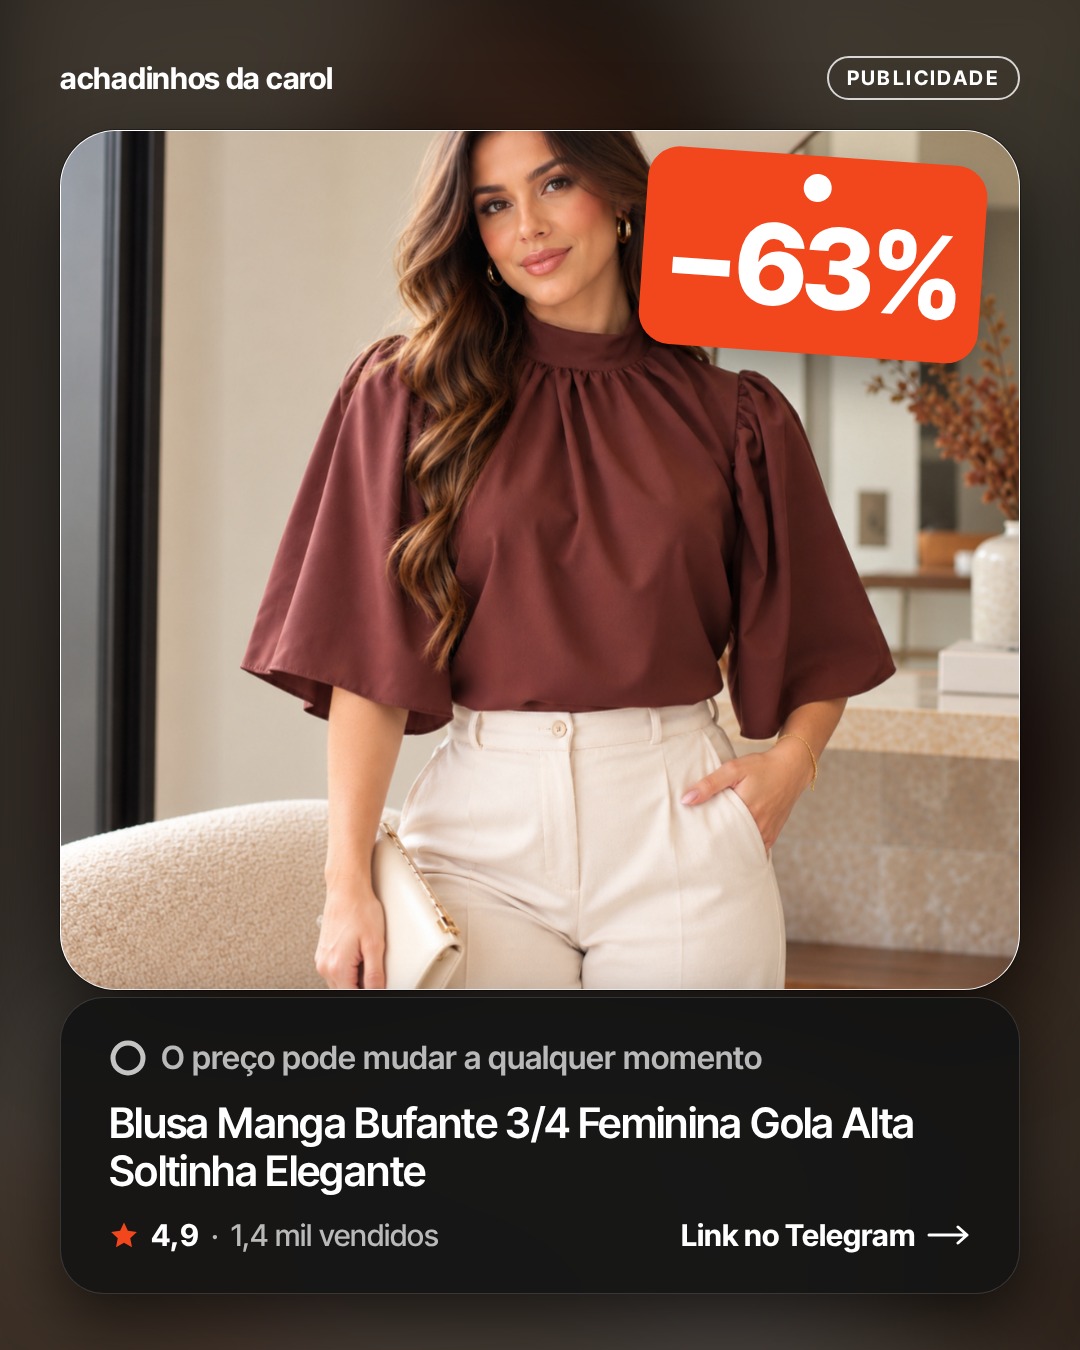 achadinhos da carol
PUBLICIDADE
−63%
O preço pode mudar a qualquer momento
Blusa Manga Bufante 3/4 Feminina Gola Alta
Soltinha Elegante
4,9 · 1,4 mil vendidos
Link no Telegram →